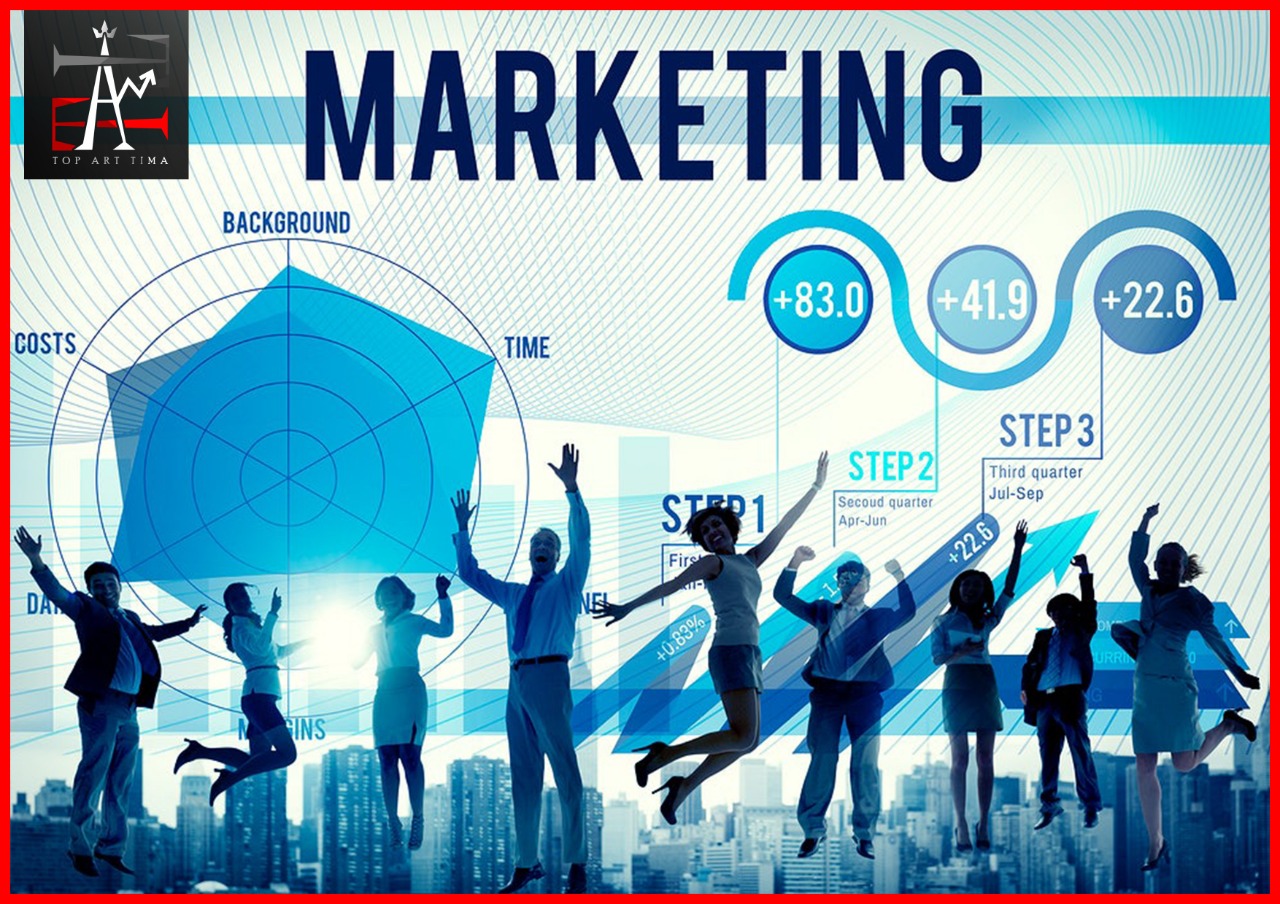 TOP ART TIMA
MARKETING
BACKGROUND
COSTS
TIME
+83.0
+41.9
+22.6
STEP 1
STEP 2
Secoud quarter
Apr-Jun
STEP 3
Third quarter
Jul-Sep
+0.83%
+22.6